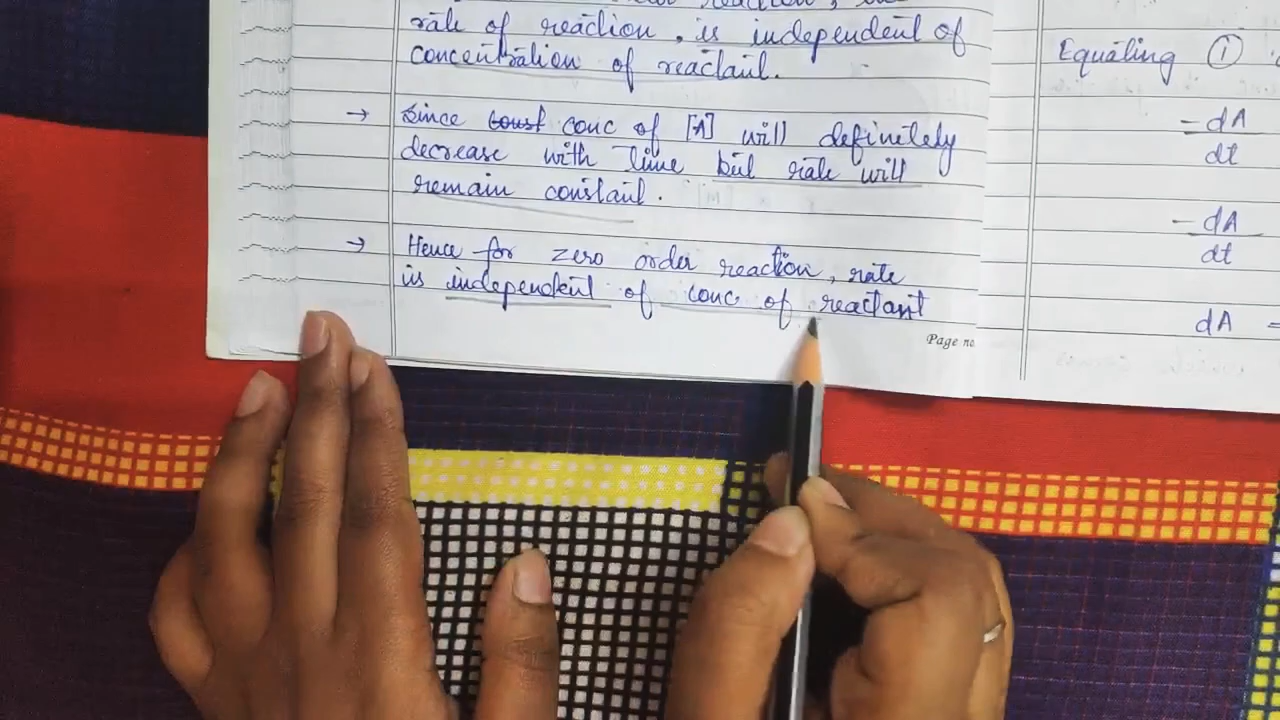 rate of reaction, is independent of
concentration of reactant.
→ Since const conc of [A] will definitely
decrease with time but rate will
remain constant.
→ Hence for zero order reaction, rate
is independent of conc of reactant
Page no
Equating ①
-dA
dt
-dA
dt
dA =